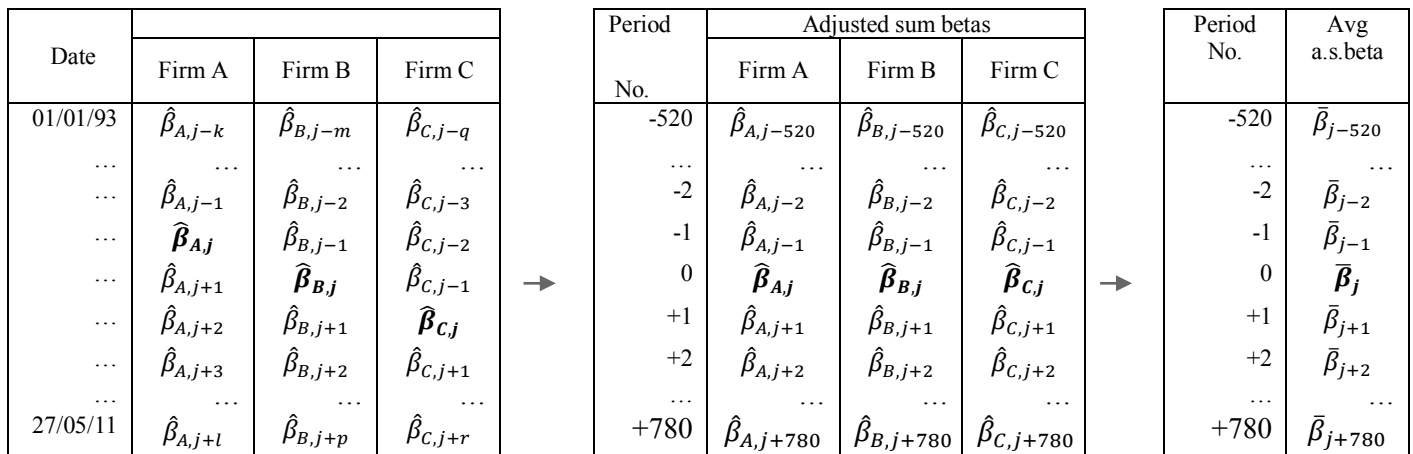 Date | Firm A | Firm B | Firm C
01/01/93 | β̂_{A,j−k} | β̂_{B,j−m} | β̂_{C,j−q}
… | … | … | …
… | β̂_{A,j−1} | β̂_{B,j−2} | β̂_{C,j−3}
… | β̂_{A,j} | β̂_{B,j−1} | β̂_{C,j−2}
… | β̂_{A,j+1} | β̂_{B,j} | β̂_{C,j−1}
… | β̂_{A,j+2} | β̂_{B,j+1} | β̂_{C,j}
… | β̂_{A,j+3} | β̂_{B,j+2} | β̂_{C,j+1}
… | … | … | …
27/05/11 | β̂_{A,j+l} | β̂_{B,j+p} | β̂_{C,j+r}
→
Period | Adjusted sum betas
No. | Firm A | Firm B | Firm C
-520 | β̂_{A,j−520} | β̂_{B,j−520} | β̂_{C,j−520}
… | … | … | …
-2 | β̂_{A,j−2} | β̂_{B,j−2} | β̂_{C,j−2}
-1 | β̂_{A,j−1} | β̂_{B,j−1} | β̂_{C,j−1}
0 | β̂_{A,j} | β̂_{B,j} | β̂_{C,j}
+1 | β̂_{A,j+1} | β̂_{B,j+1} | β̂_{C,j+1}
+2 | β̂_{A,j+2} | β̂_{B,j+2} | β̂_{C,j+2}
… | … | … | …
+780 | β̂_{A,j+780} | β̂_{B,j+780} | β̂_{C,j+780}
→
Period | Avg
No. | a.s.beta
-520 | β̄_{j−520}
… | …
-2 | β̄_{j−2}
-1 | β̄_{j−1}
0 | β̄_{j}
+1 | β̄_{j+1}
+2 | β̄_{j+2}
… | …
+780 | β̄_{j+780}